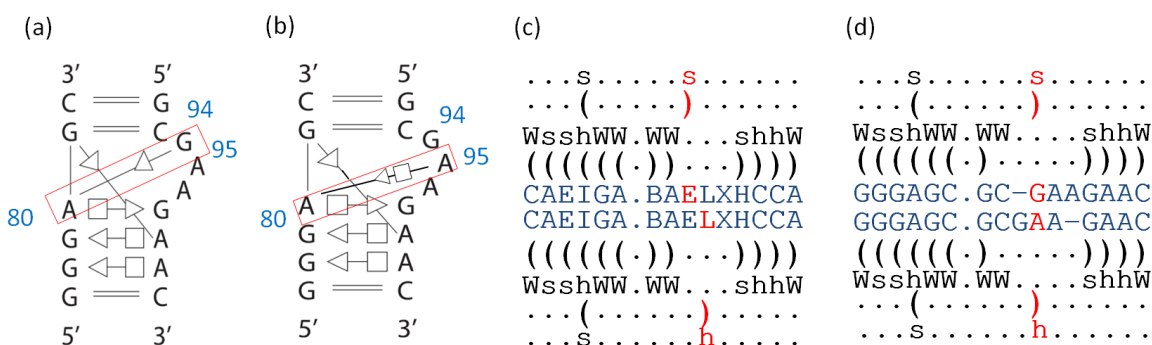 (a)
3' 5'
C G
G C
94
G
95
A
A
80
A G
G A
G A
G C
5' 3'
(b)
3' 5'
C G
G C
94
G
95
A
A
80
A G
G A
G A
G C
5' 3'
(c)
...s.....s......
...(.....)......
WsshWW.WW...shhW
((((((.))...))))
CAEIGA.BAELXHCCA
CAEIGA.BAELXHCCA
((((((.))...))))
WsshWW.WW...shhW
...(......).....
...s......h.....
(d)
...s......s......
...(......)......
WsshWW.WW....shhW
((((((.).....))))
GGGAGC.GC-GAAGAAC
GGGAGC.GCGAA-GAAC
((((((.).....))))
WsshWW.WW....shhW
...(......)......
...s......h......